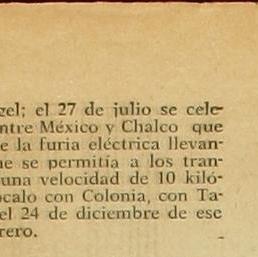 zel; el 27 de julio se cele-
ntre México y Chalco que
e la furia eléctrica llevan-
ue se permitía a los tran-
una velocidad de 10 kiló-
ocalo con Colonia, con Ta-
el 24 de diciembre de ese
rero.